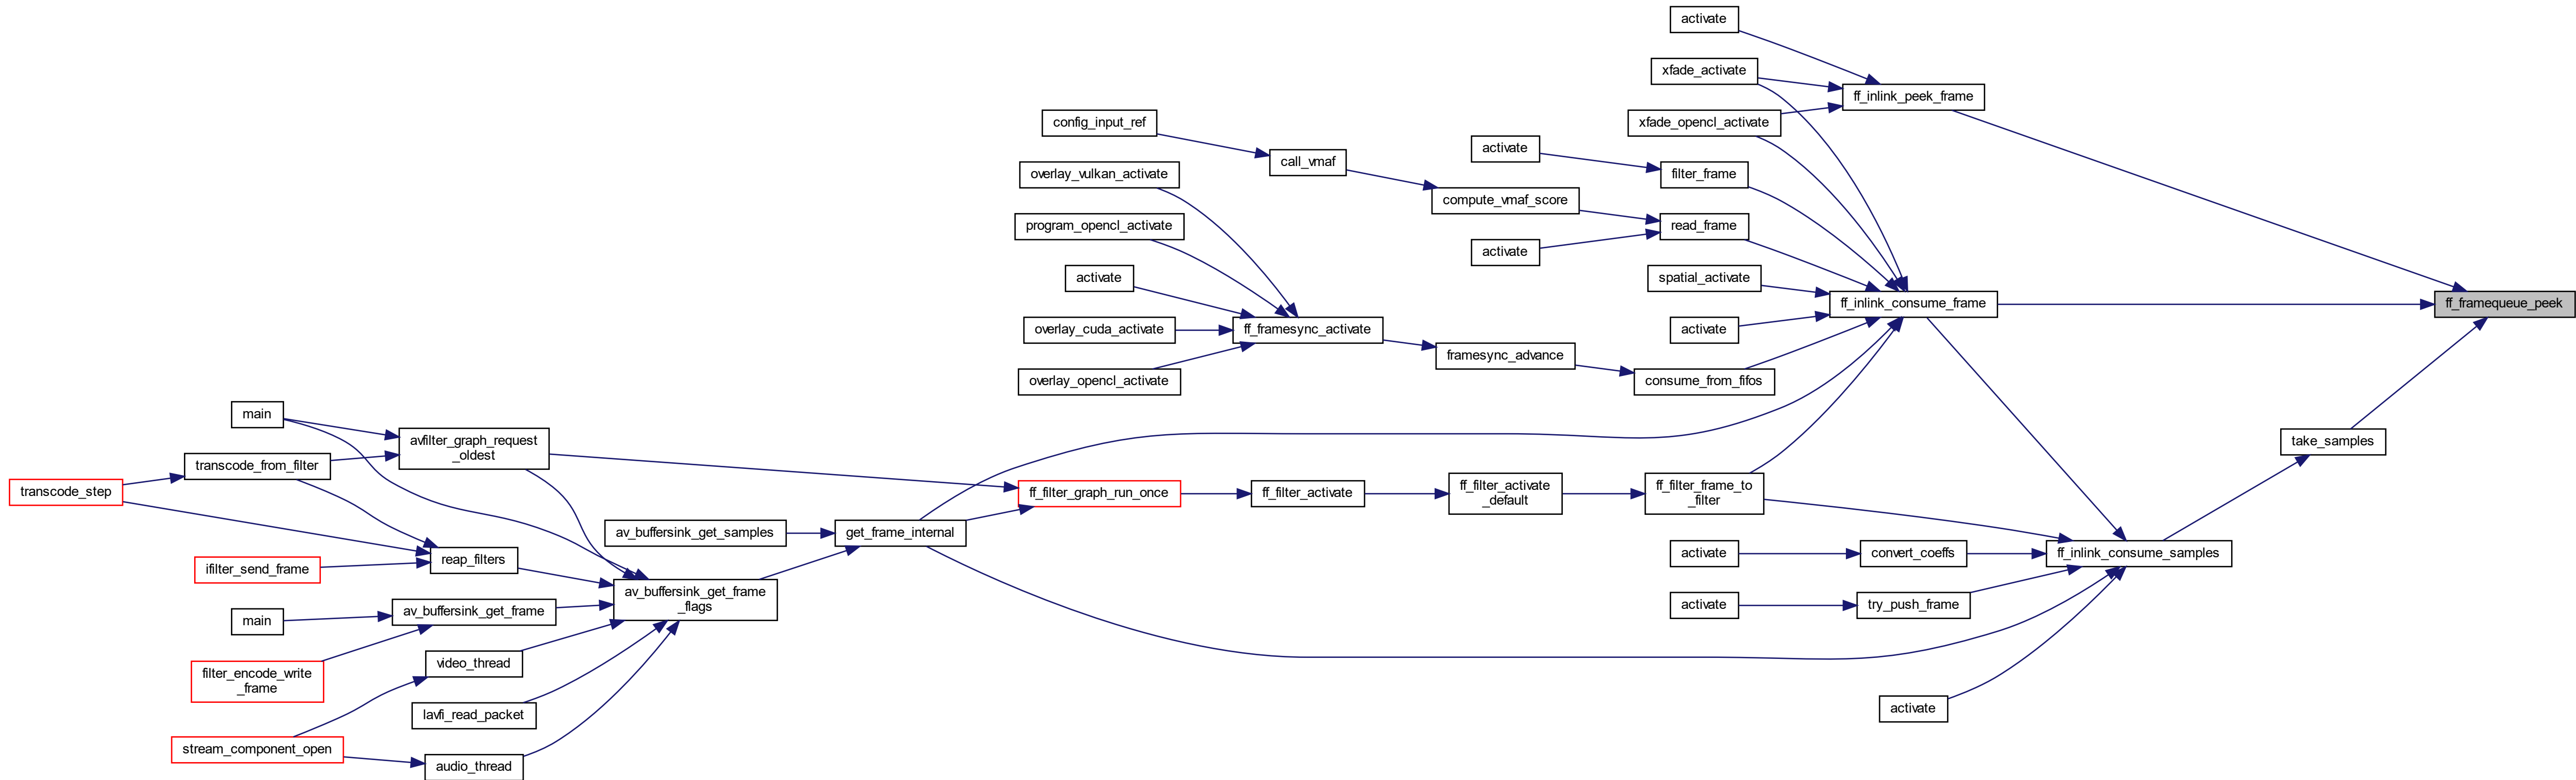 activate
xfade_activate
ff_inlink_peek_frame
config_input_ref
xfade_opencl_activate
activate
call_vmaf
overlay_vulkan_activate
filter_frame
compute_vmaf_score
program_opencl_activate
read_frame
activate
activate
spatial_activate
ff_inlink_consume_frame
ff_framequeue_peek
overlay_cuda_activate
ff_framesync_activate
activate
framesync_advance
overlay_opencl_activate
consume_from_fifos
main
avfilter_graph_request
_oldest
take_samples
transcode_from_filter
transcode_step
ff_filter_graph_run_once
ff_filter_activate
ff_filter_activate
_default
ff_filter_frame_to
_filter
av_buffersink_get_samples
get_frame_internal
reap_filters
activate
convert_coeffs
ff_inlink_consume_samples
ifilter_send_frame
av_buffersink_get_frame
_flags
av_buffersink_get_frame
main
activate
try_push_frame
video_thread
filter_encode_write
_frame
lavfi_read_packet
activate
stream_component_open
audio_thread